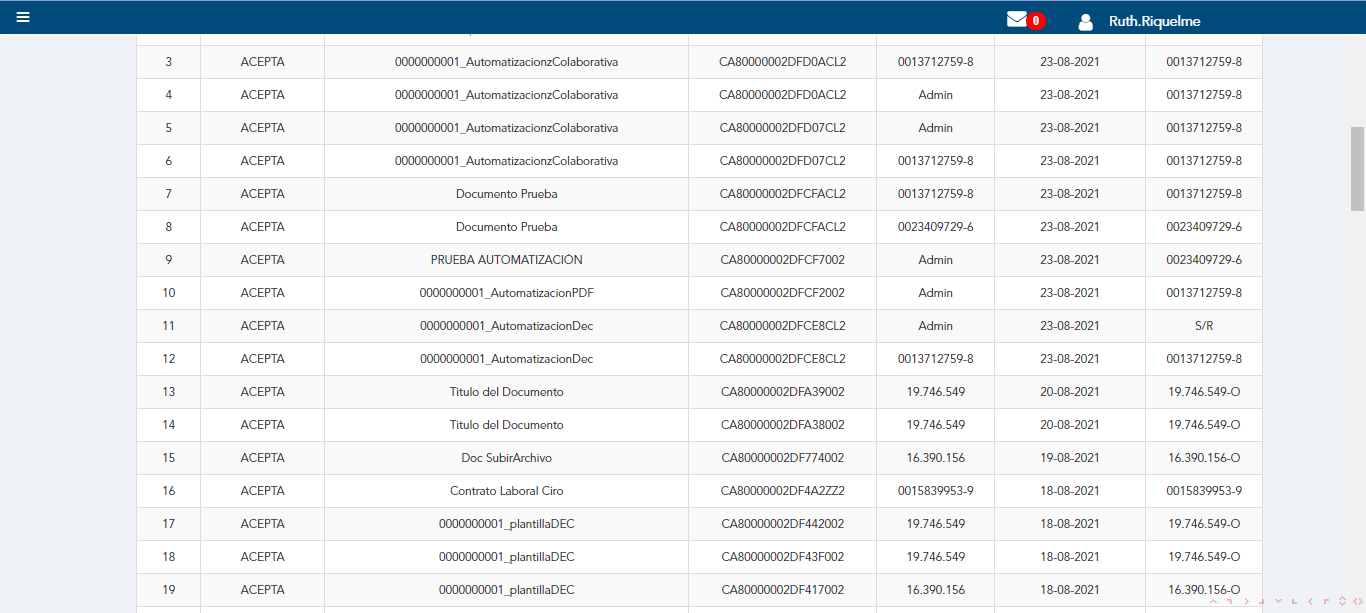 0 Ruth.Riquelme
3 ACEPTA 0000000001_AutomatizacionzColaborativa CA80000002DFD0ACL2 0013712759-8 23-08-2021 0013712759-8
4 ACEPTA 0000000001_AutomatizacionzColaborativa CA80000002DFD0ACL2 Admin 23-08-2021 0013712759-8
5 ACEPTA 0000000001_AutomatizacionzColaborativa CA80000002DFD07CL2 Admin 23-08-2021 0013712759-8
6 ACEPTA 0000000001_AutomatizacionzColaborativa CA80000002DFD07CL2 0013712759-8 23-08-2021 0013712759-8
7 ACEPTA Documento Prueba CA80000002DFCFACL2 0013712759-8 23-08-2021 0013712759-8
8 ACEPTA Documento Prueba CA80000002DFCFACL2 0023409729-6 23-08-2021 0023409729-6
9 ACEPTA PRUEBA AUTOMATIZACIÓN CA80000002DFCF7002 Admin 23-08-2021 0023409729-6
10 ACEPTA 0000000001_AutomatizacionPDF CA80000002DFCF2002 Admin 23-08-2021 0013712759-8
11 ACEPTA 0000000001_AutomatizacionDec CA80000002DFCE8CL2 Admin 23-08-2021 S/R
12 ACEPTA 0000000001_AutomatizacionDec CA80000002DFCE8CL2 0013712759-8 23-08-2021 0013712759-8
13 ACEPTA Titulo del Documento CA80000002DFA39002 19.746.549 20-08-2021 19.746.549-O
14 ACEPTA Titulo del Documento CA80000002DFA38002 19.746.549 20-08-2021 19.746.549-O
15 ACEPTA Doc SubirArchivo CA80000002DF774002 16.390.156 19-08-2021 16.390.156-O
16 ACEPTA Contrato Laboral Ciro CA80000002DF4A2ZZ2 0015839953-9 18-08-2021 0015839953-9
17 ACEPTA 0000000001_plantillaDEC CA80000002DF442002 19.746.549 18-08-2021 19.746.549-O
18 ACEPTA 0000000001_plantillaDEC CA80000002DF43F002 19.746.549 18-08-2021 19.746.549-O
19 ACEPTA 0000000001_plantillaDEC CA80000002DF417002 16.390.156 18-08-2021 16.390.156-O